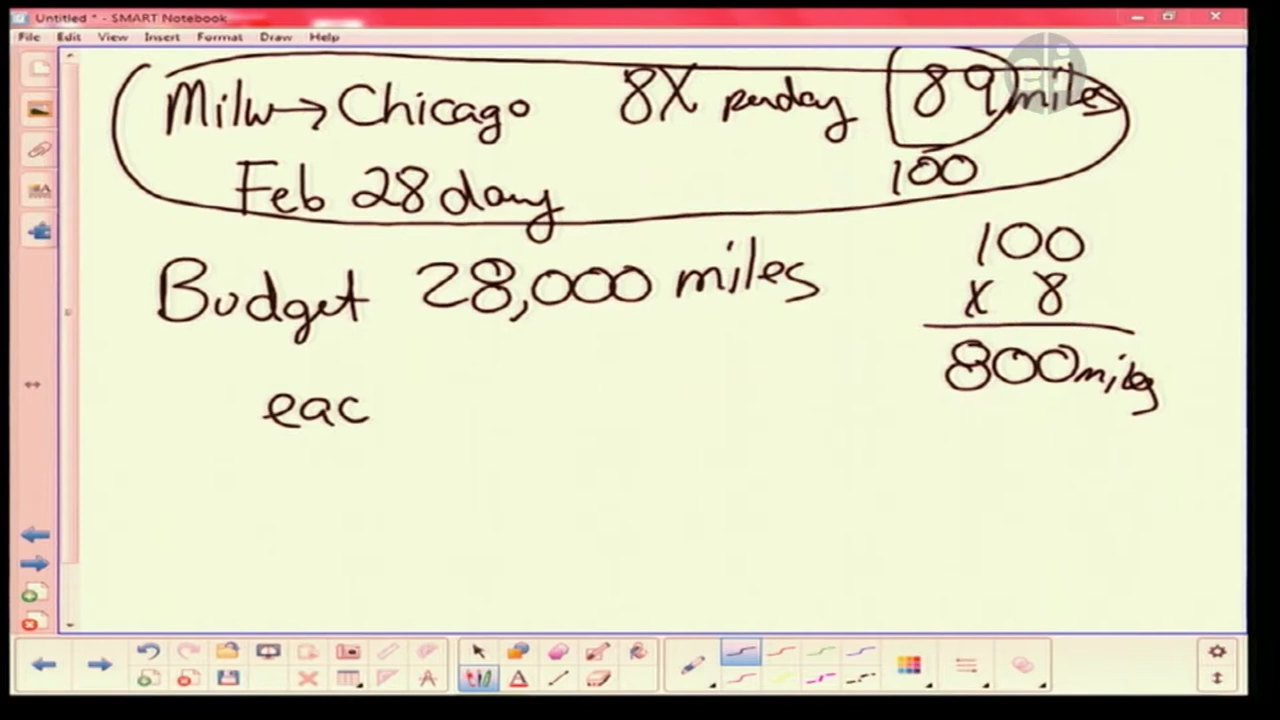 Untitled * - SMART Notebook
File Edit View Insert Format Draw Help
Milw→Chicago 8X perday 89 miles
Feb 28 day 100
Budget 28,000 miles
100
x 8
800 miles
eac